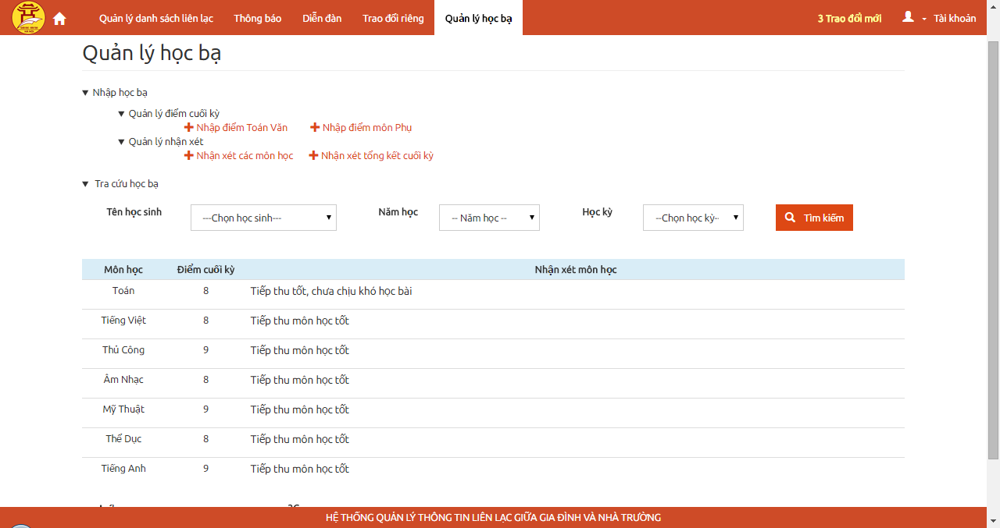 Quản lý danh sách liên lạc Thông báo Diễn đàn Trao đổi riêng Quản lý học bạ 3 Trao đổi mới Tài khoản
Quản lý học bạ
Nhập học bạ
Quản lý điểm cuối kỳ
Nhập điểm Toán Văn Nhập điểm môn Phụ
Quản lý nhận xét
Nhận xét các môn học Nhận xét tổng kết cuối kỳ
Tra cứu học bạ
Tên học sinh ---Chọn học sinh--- Năm học -- Năm học -- Học kỳ --Chọn học kỳ- Tìm kiếm
Môn học Điểm cuối kỳ Nhận xét môn học
Toán 8 Tiếp thu tốt, chưa chịu khó học bài
Tiếng Việt 8 Tiếp thu môn học tốt
Thủ Công 9 Tiếp thu môn học tốt
Âm Nhạc 8 Tiếp thu môn học tốt
Mỹ Thuật 9 Tiếp thu môn học tốt
Thể Dục 8 Tiếp thu môn học tốt
Tiếng Anh 9 Tiếp thu môn học tốt
HỆ THỐNG QUẢN LÝ THÔNG TIN LIÊN LẠC GIỮA GIA ĐÌNH VÀ NHÀ TRƯỜNG